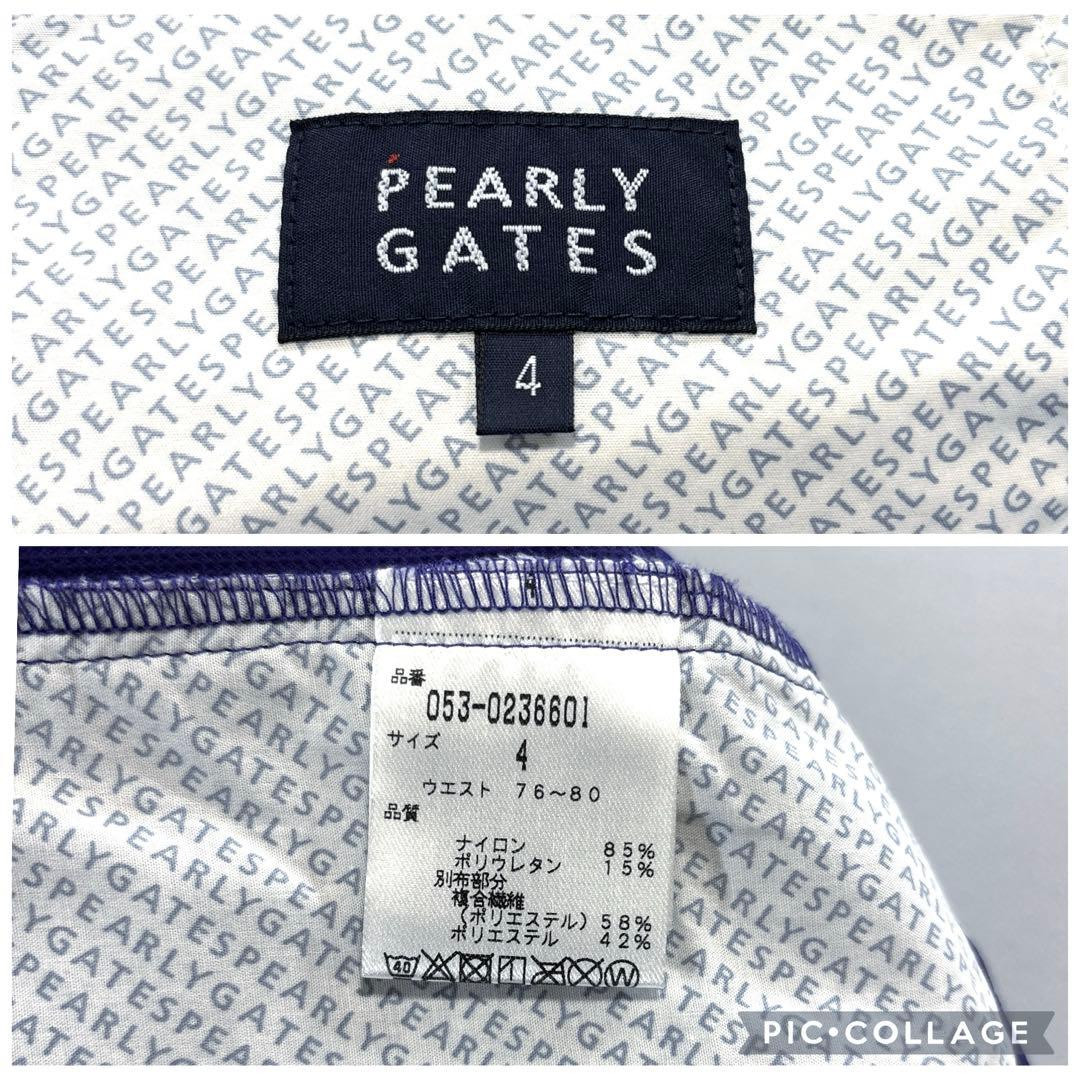 PEARLY
GATES
4
品番
053-0236601
サイズ
4
ウエスト 76～80
品質
ナイロン 85%
ポリウレタン 15%
別布部分
複合繊維
(ポリエステル) 58%
ポリエステル 42%
40
W
PIC•COLLAGE